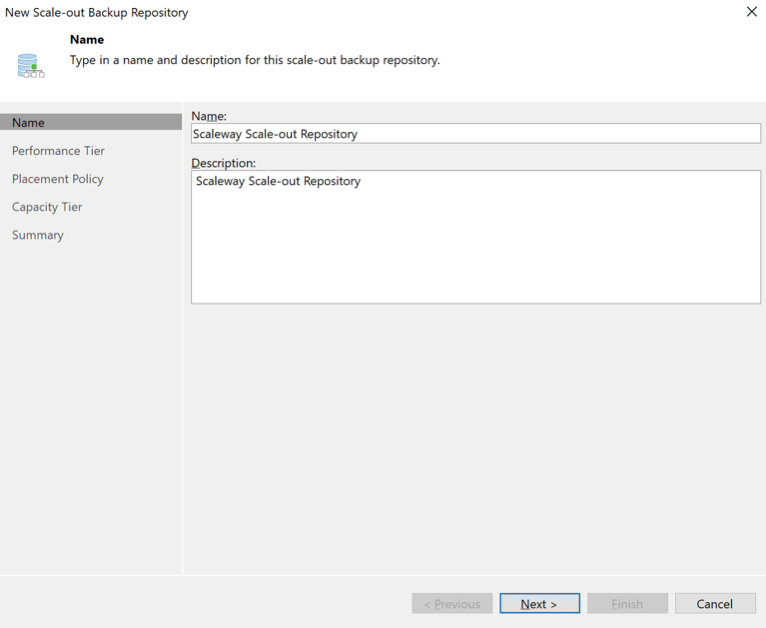 New Scale-out Backup Repository
Name
Type in a name and description for this scale-out backup repository.
Name
Performance Tier
Placement Policy
Capacity Tier
Summary
Name:
Scaleway Scale-out Repository
Description:
Scaleway Scale-out Repository
< Previous
Next >
Finish
Cancel